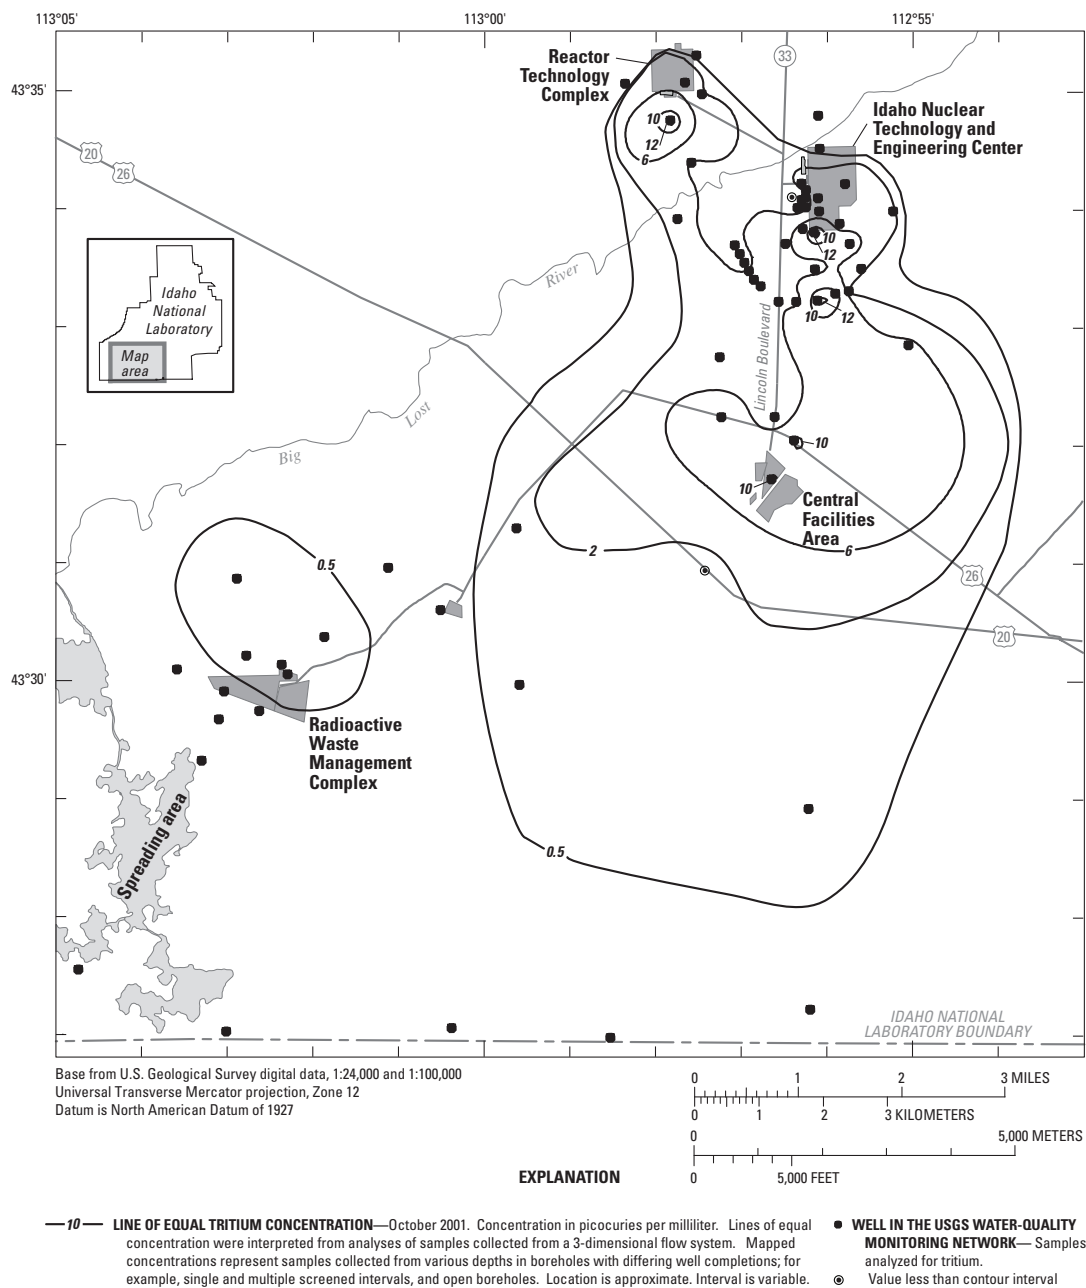 113°05'
113°00'
112°55'
43°35'
33
Reactor
Technology
Complex
Idaho Nuclear
Technology and
Engineering Center
10
12
6
20
26
10
12
Idaho
National
Laboratory
Map
area
River
10
12
Lincoln Boulevard
Lost
10
Big
10
Central
Facilities
Area
0.5
2
6
26
20
43°30'
Radioactive
Waste
Management
Complex
Spreading area
0.5
IDAHO NATIONAL
LABORATORY BOUNDARY
Base from U.S. Geological Survey digital data, 1:24,000 and 1:100,000
Universal Transverse Mercator projection, Zone 12
Datum is North American Datum of 1927
0 1 2 3 MILES
0 1 2 3 KILOMETERS
0 5,000 METERS
0 5,000 FEET
EXPLANATION
10 LINE OF EQUAL TRITIUM CONCENTRATION—October 2001. Concentration in picocuries per milliliter. Lines of equal
concentration were interpreted from analyses of samples collected from a 3-dimensional flow system. Mapped
concentrations represent samples collected from various depths in boreholes with differing well completions; for
example, single and multiple screened intervals, and open boreholes. Location is approximate. Interval is variable.
WELL IN THE USGS WATER-QUALITY
MONITORING NETWORK— Samples
analyzed for tritium.
Value less than contour interval